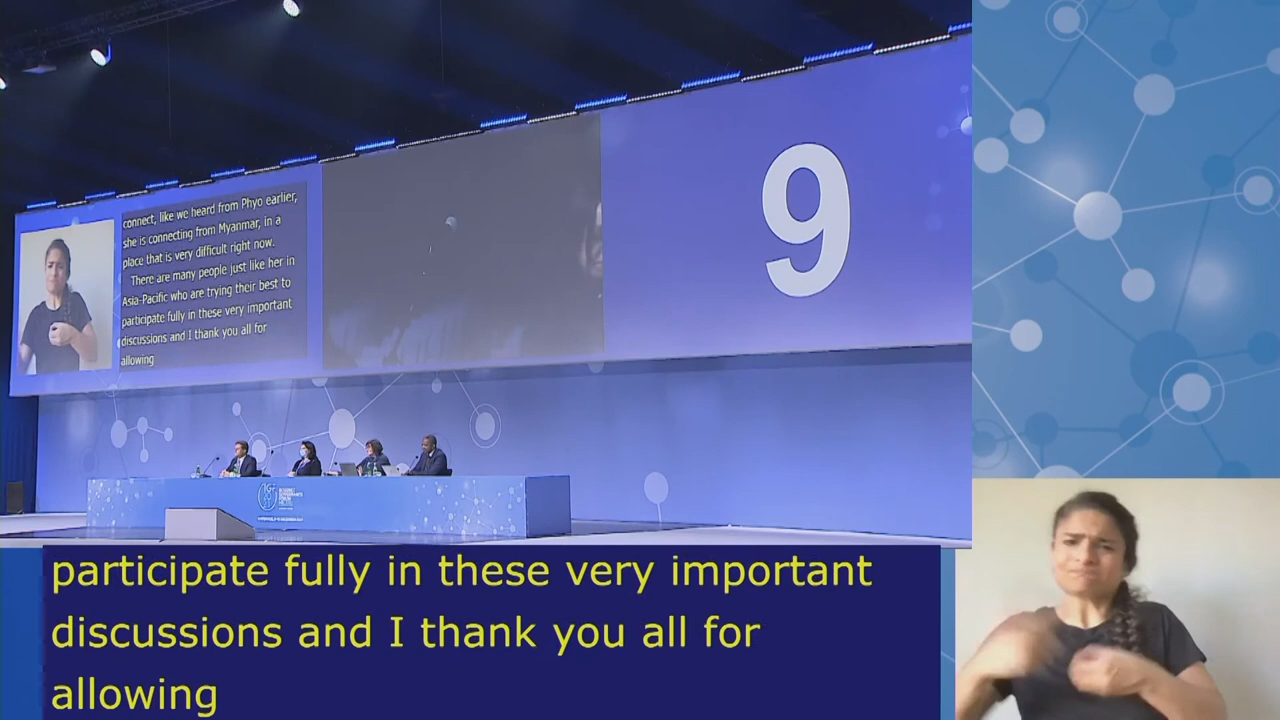 connect, like we heard from Phyo earlier,
she is connecting from Myanmar, in a
place that is very difficult right now.
There are many people just like her in
Asia-Pacific who are trying their best to
participate fully in these very important
discussions and I thank you all for
allowing
9
participate fully in these very important
discussions and I thank you all for
allowing